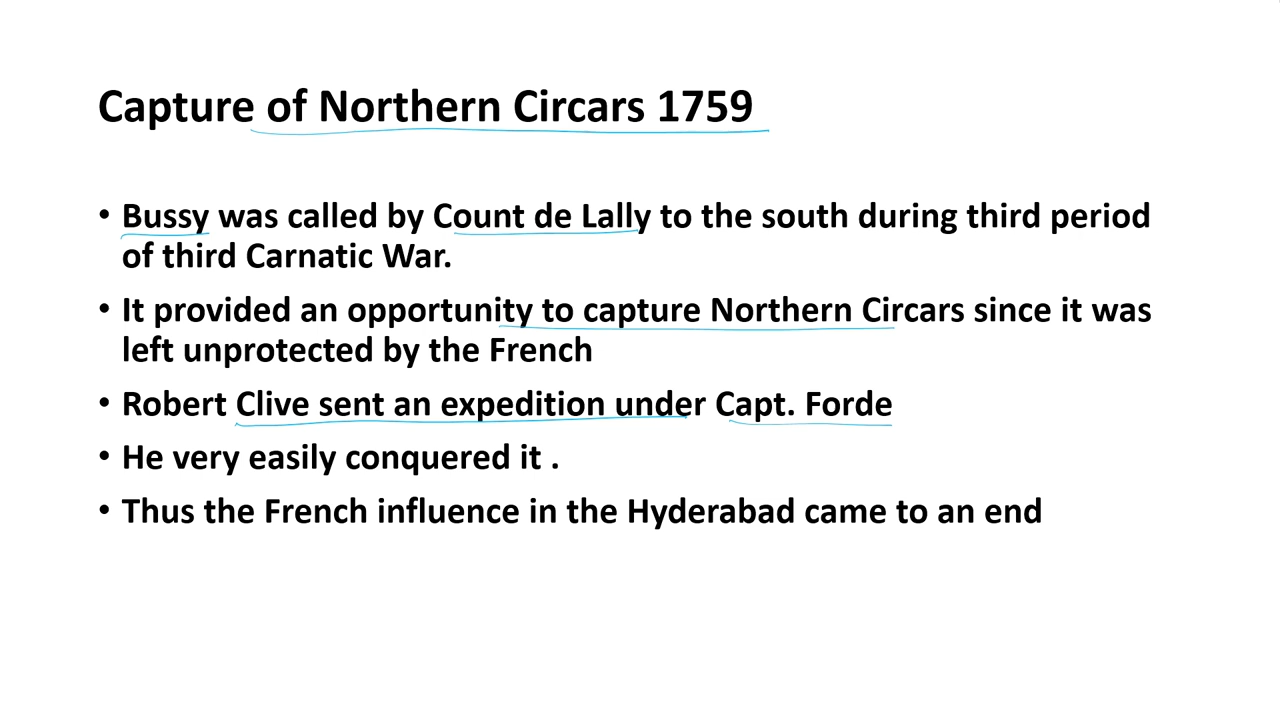 Capture of Northern Circars 1759
• Bussy was called by Count de Lally to the south during third period
of third Carnatic War.
• It provided an opportunity to capture Northern Circars since it was
left unprotected by the French
• Robert Clive sent an expedition under Capt. Forde
• He very easily conquered it .
• Thus the French influence in the Hyderabad came to an end